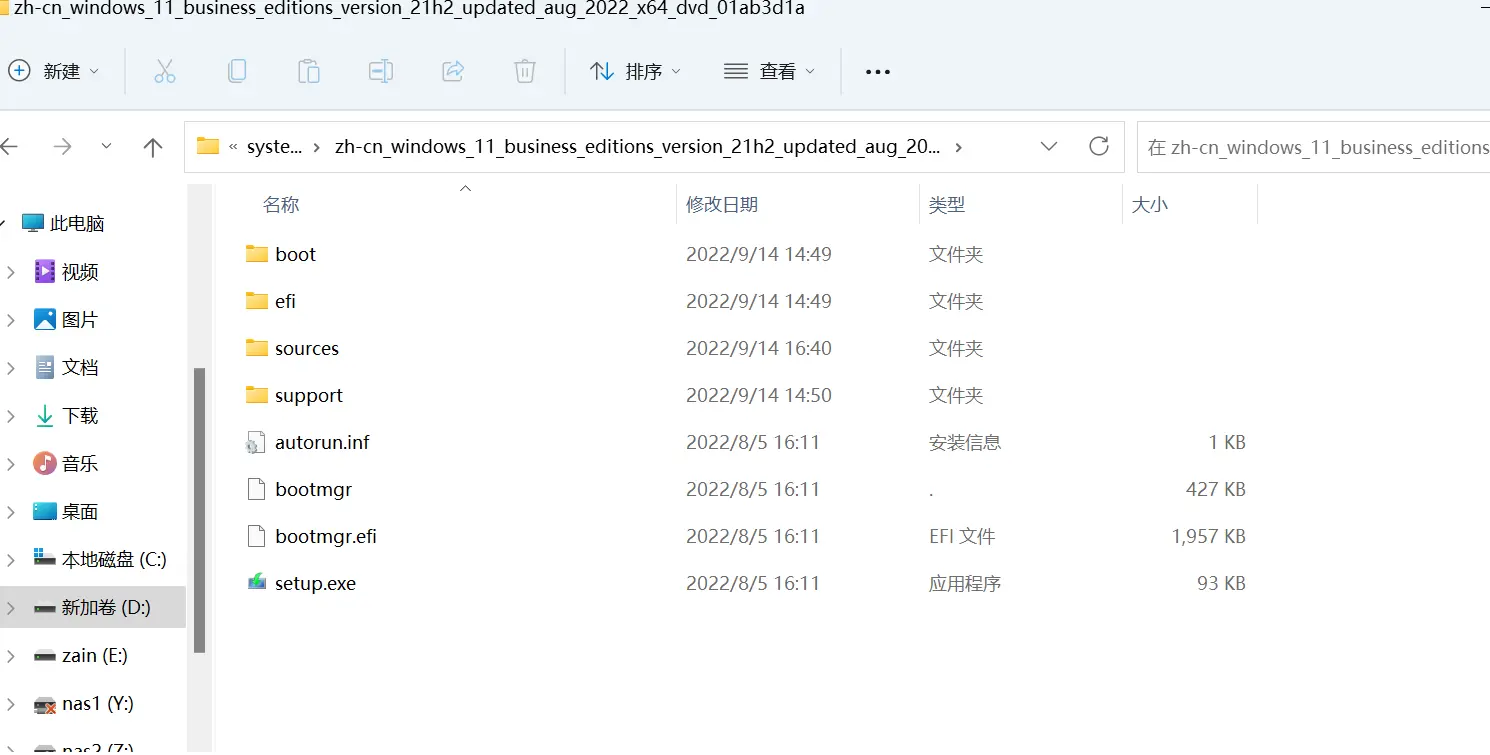 zh-cn_windows_11_business_editions_version_21h2_updated_aug_2022_x64_dvd_01ab3d1a
新建 排序 查看
« syste... › zh-cn_windows_11_business_editions_version_21h2_updated_aug_20... › 在 zh-cn_windows_11_business_editions
名称 修改日期 类型 大小
此电脑
视频
图片
文档
下载
音乐
桌面
本地磁盘 (C:)
新加卷 (D:)
zain (E:)
nas1 (Y:)
nas2 (Z:)
boot 2022/9/14 14:49 文件夹
efi 2022/9/14 14:49 文件夹
sources 2022/9/14 16:40 文件夹
support 2022/9/14 14:50 文件夹
autorun.inf 2022/8/5 16:11 安装信息 1 KB
bootmgr 2022/8/5 16:11 . 427 KB
bootmgr.efi 2022/8/5 16:11 EFI 文件 1,957 KB
setup.exe 2022/8/5 16:11 应用程序 93 KB